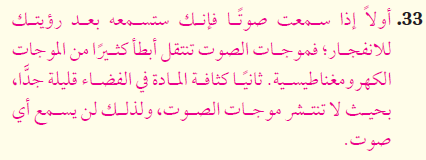 33. أولاً إذا سمعت صوتًا فإنك ستسمعه بعد رؤيتك
للانفجار؛ فموجات الصوت تنتقل أبطأ كثيرًا من الموجات
الكهرومغناطيسية. ثانيًا كثافة المادة في الفضاء قليلة جدًّا،
بحيث لا تنتشر موجات الصوت، ولذلك لن يسمع أي
صوت.